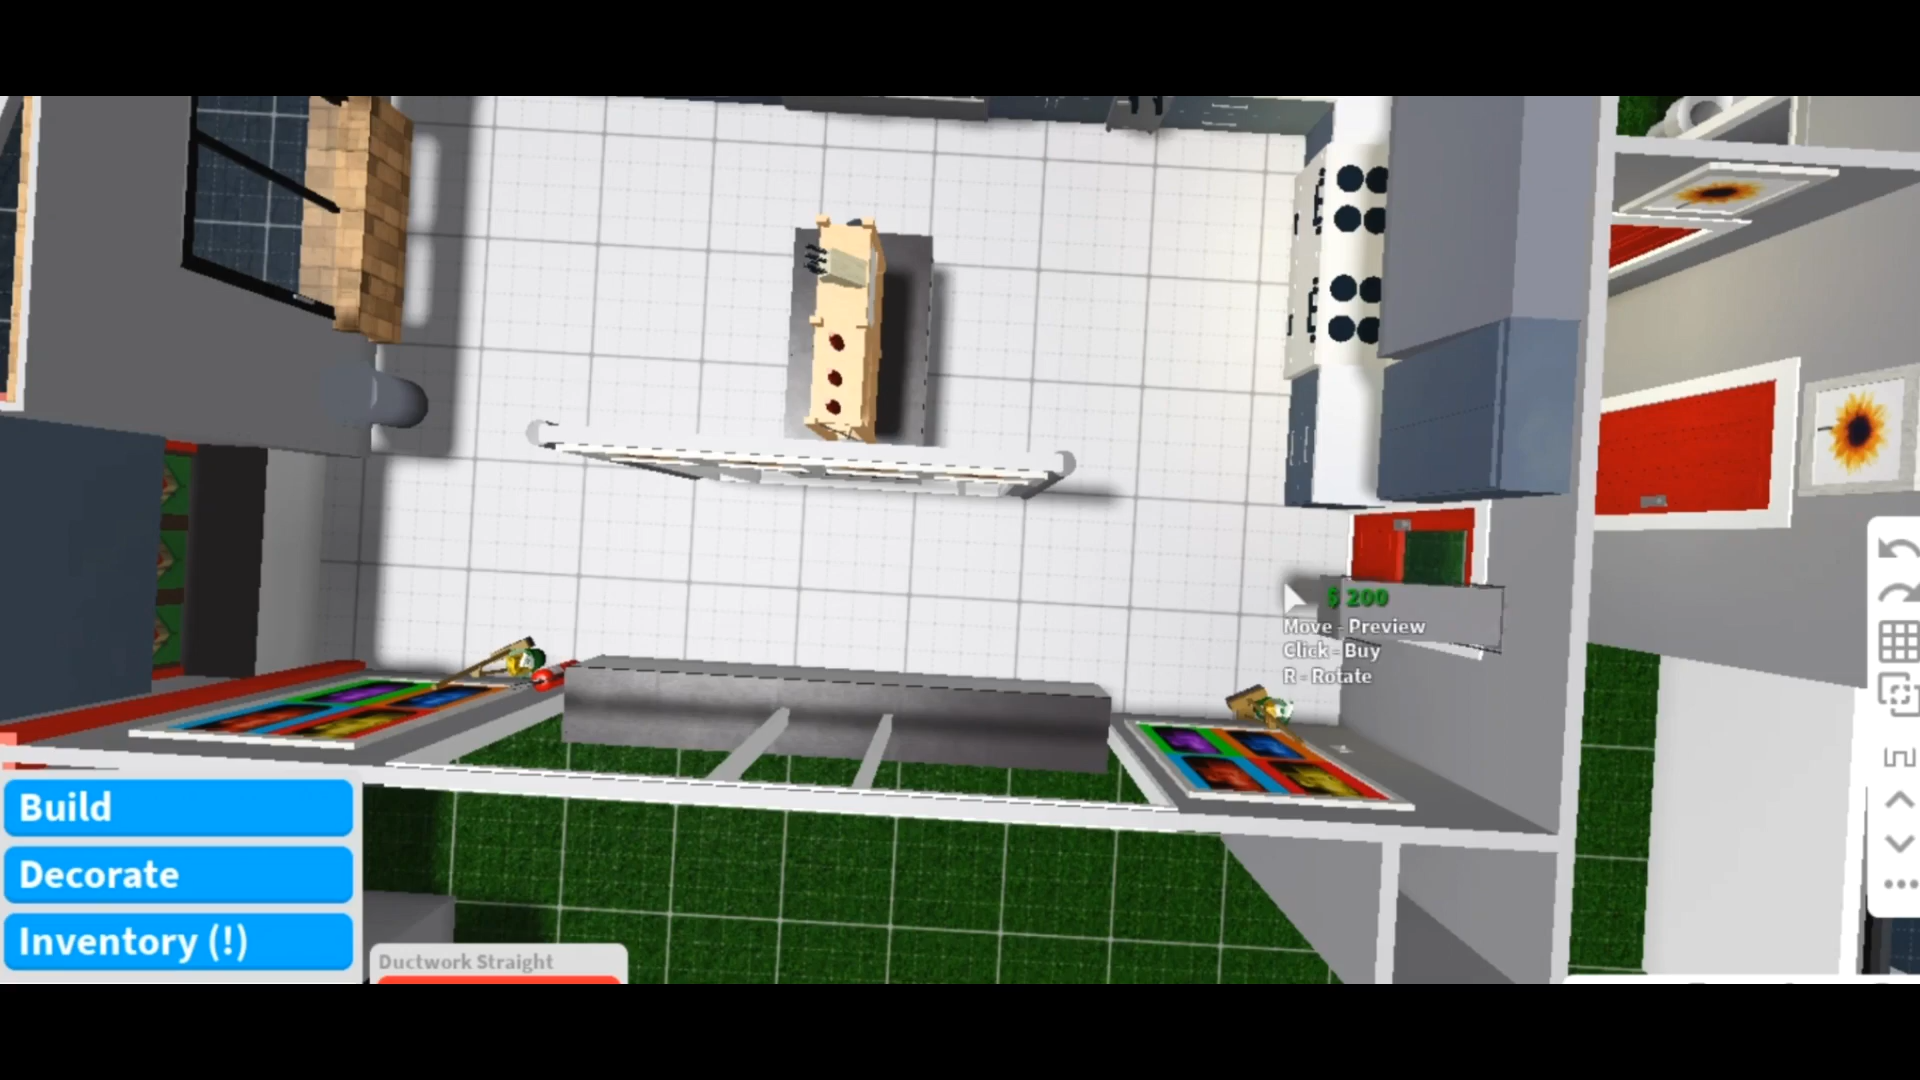 $ 200
Move - Preview
Click - Buy
R - Rotate
Build
Decorate
Inventory (!)
Ductwork Straight